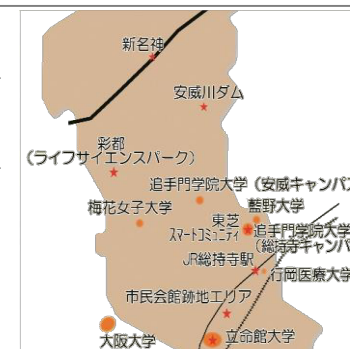 新名神
安威川ダム
彩都
（ライフサイエンスパーク）
追手門学院大学（安威キャンパス
梅花女子大学
藍野大学
東芝
スマートコミュニティ
追手門学院大学
（総持寺キャンパ
JR総持寺駅
行岡医療大学
市民会館跡地エリア
大阪大学
立命館大学